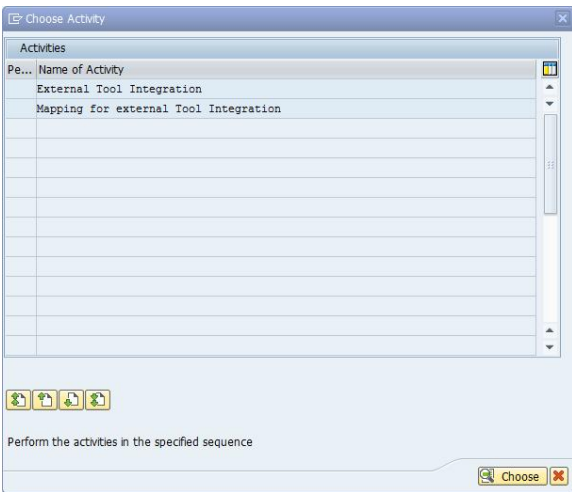 Choose Activity
Activities
Pe... Name of Activity
External Tool Integration
Mapping for external Tool Integration
Perform the activities in the specified sequence
Choose